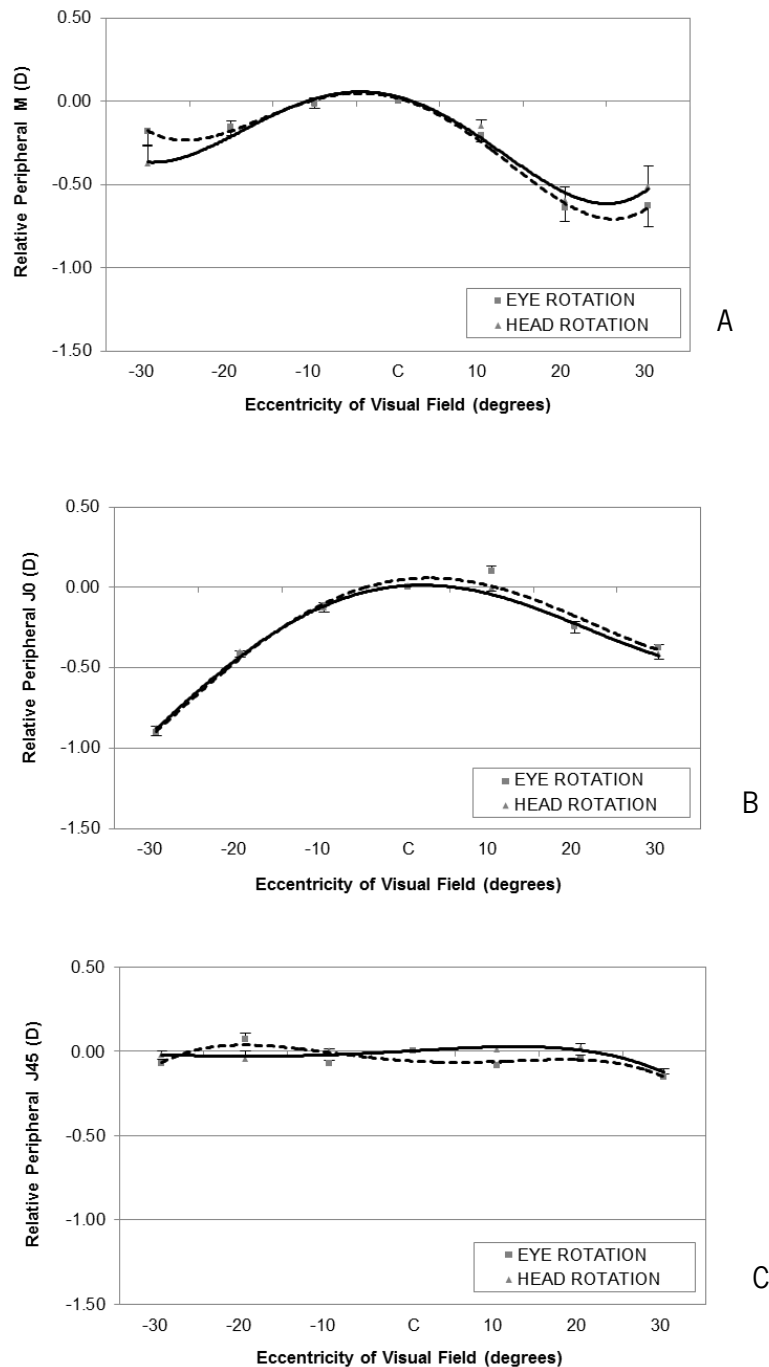 0.50
0.00
-0.50
-1.00
-1.50
Relative Peripheral M (D)
EYE ROTATION
HEAD ROTATION
-30 -20 -10 C 10 20 30
Eccentricity of Visual Field (degrees)
A
0.50
0.00
-0.50
-1.00
-1.50
Relative Peripheral J0 (D)
EYE ROTATION
HEAD ROTATION
-30 -20 -10 C 10 20 30
Eccentricity of Visual Field (degrees)
B
0.50
0.00
-0.50
-1.00
-1.50
Relative Peripheral J45 (D)
EYE ROTATION
HEAD ROTATION
-30 -20 -10 C 10 20 30
Eccentricity of Visual Field (degrees)
C